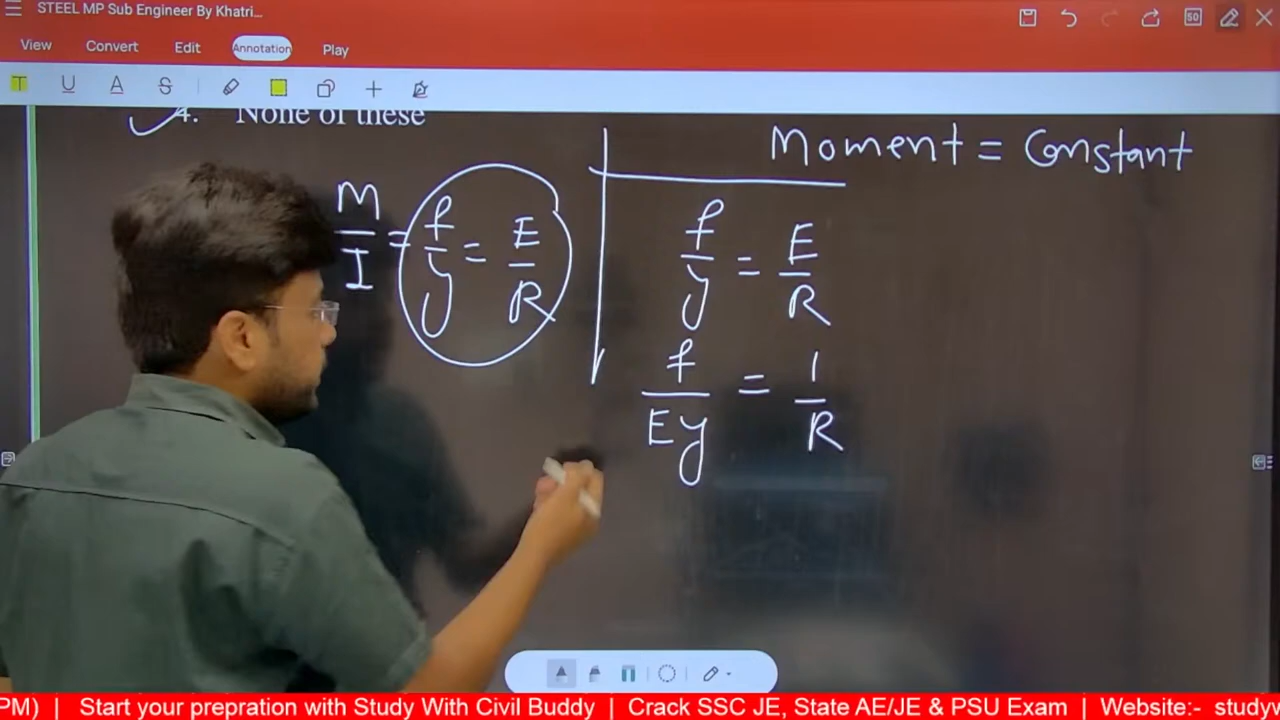 STEEL MP Sub Engineer By Khatri...
View Convert Edit Annotation Play
4. None of these
Moment = Constant
M/I = f/y = E/R
f/y = E/R
f/Ey = 1/R
PM) | Start your prepration with Study With Civil Buddy | Crack SSC JE, State AE/JE & PSU Exam | Website:- studyw